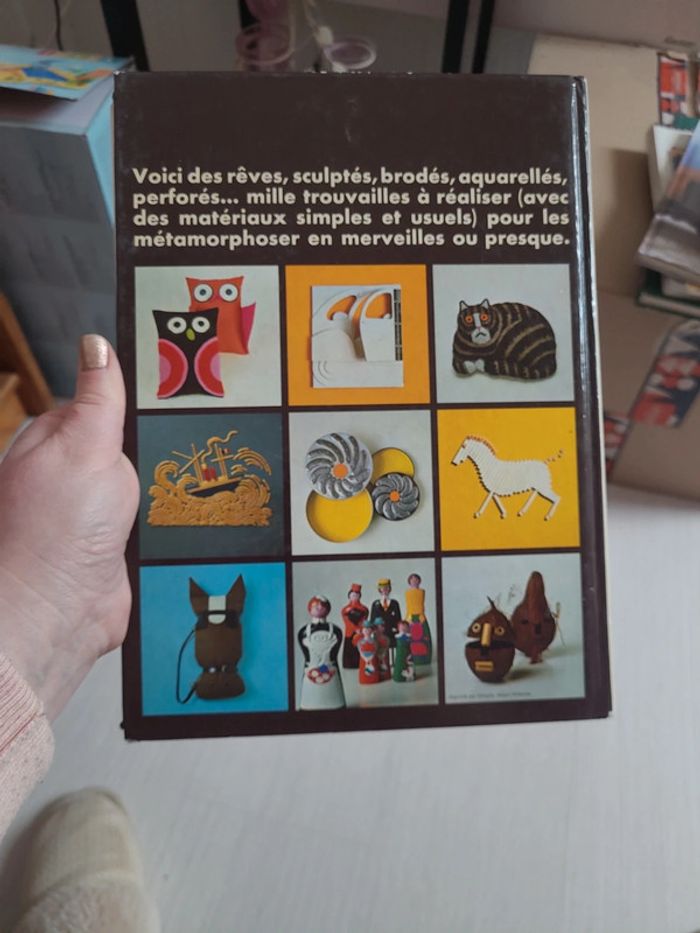 Voici des rêves, sculptés, brodés, aquarellés,
perforés... mille trouvailles à réaliser (avec
des matériaux simples et usuels) pour les
métamorphoser en merveilles ou presque.